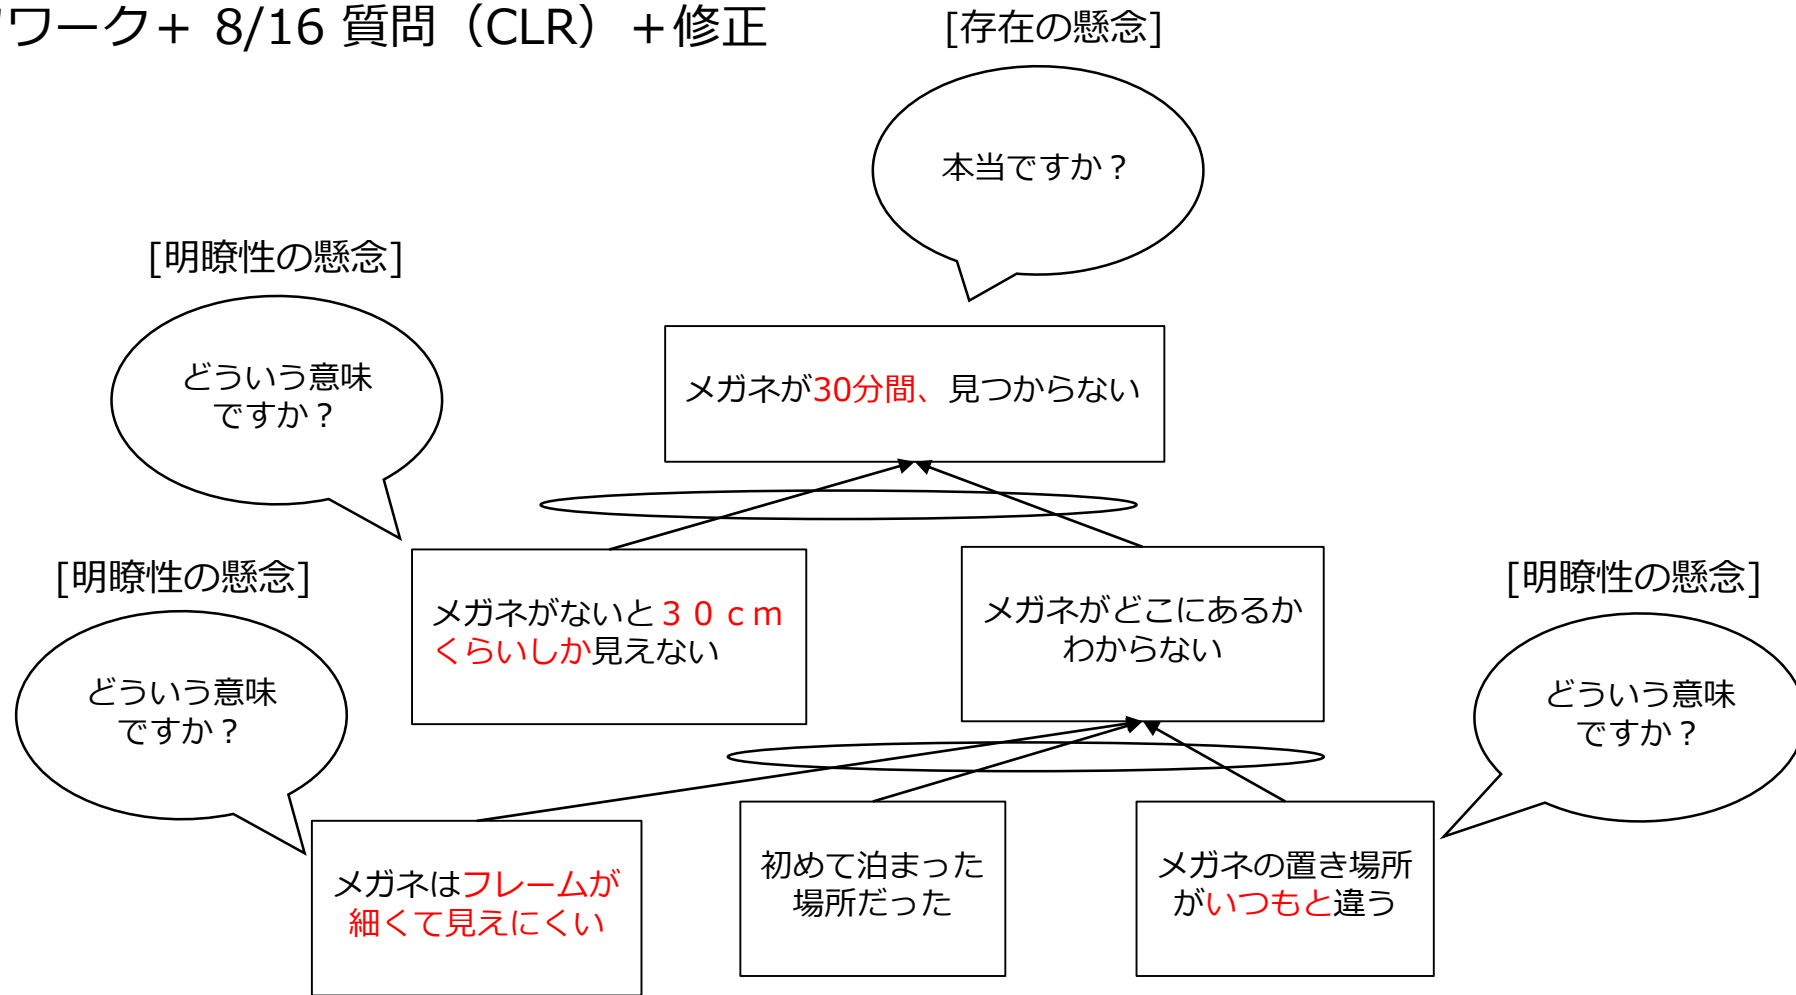 ワーク＋ 8/16 質問（CLR）＋修正
[存在の懸念]
本当ですか？
[明瞭性の懸念]
どういう意味
ですか？
メガネが30分間、見つからない
[明瞭性の懸念]
どういう意味
ですか？
メガネがないと３０ｃｍ
くらいしか見えない
メガネがどこにあるか
わからない
[明瞭性の懸念]
どういう意味
ですか？
メガネはフレームが
細くて見えにくい
初めて泊まった
場所だった
メガネの置き場所
がいつもと違う